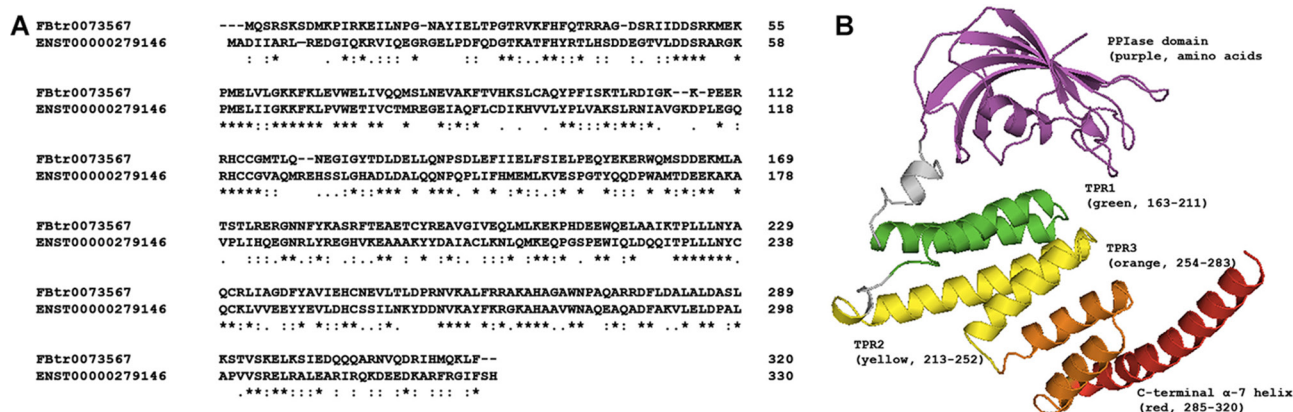 A
FBtr0073567 ---MQSRSKSDMKPIRKEILNPG-NAYIELTPGTRVKFHFQTRRAG-DSRIIDDSRKMEK 55
ENST00000279146 MADIIARL—REDGIQKRVIQEGRGELPDFQDGTKATFHYRTLHSDDEGTVLDDSRARGK 58
FBtr0073567 PMELVLGKKFKLEVWELIVQQMSLNEVAKFTVHKSLCAQYPFISKTLRDIGK--K-PEER 112
ENST00000279146 PMELIIGKKFKLPVWETIVCTMREGEIAQFLCDIKHVVLYPLVAKSLRNIAVGKDPLEGQ 118
FBtr0073567 RHCCGMTLQ--NEGIGYTDLDELLQNPSDLEFIIELFSIELPEQYEKERWQMSDDEKMLA 169
ENST00000279146 RHCCGVAQMREHSSLGHADLDALQQNPQPLIFHMEMLKVESPGTYQQDPWAMTDEEKAKA 178
FBtr0073567 TSTLRERGNNFYKASRFTEAETCYREAVGIVEQLMLKEKPHDEEWQELAAIKTPLLLNYA 229
ENST00000279146 VPLIHQEGNRLYREGHVKEAAAKYYDAIACLKNLQMKEQPGSPEWIQLDQQITPLLLNYC 238
FBtr0073567 QCRLIAGDFYAVIEHCNEVLTLDPRNVKALFRRAKAHAGAWNPAQARRDFLDALALDASL 289
ENST00000279146 QCKLVVEEYYEVLDHCSSILNKYDDNVKAYFKRGKAHAAVWNAQEAQADFAKVLELDPAL 298
FBtr0073567 KSTVSKELKSIEDQQQARNVQDRIHMQKLF-- 320
ENST00000279146 APVVSRELRALEARIRQKDEEDKARFRGIFSH 330
B
PPIase domain
(purple, amino acids
TPR1
(green, 163-211)
TPR3
(orange, 254-283)
TPR2
(yellow, 213-252)
C-terminal α-7 helix
(red, 285-320)